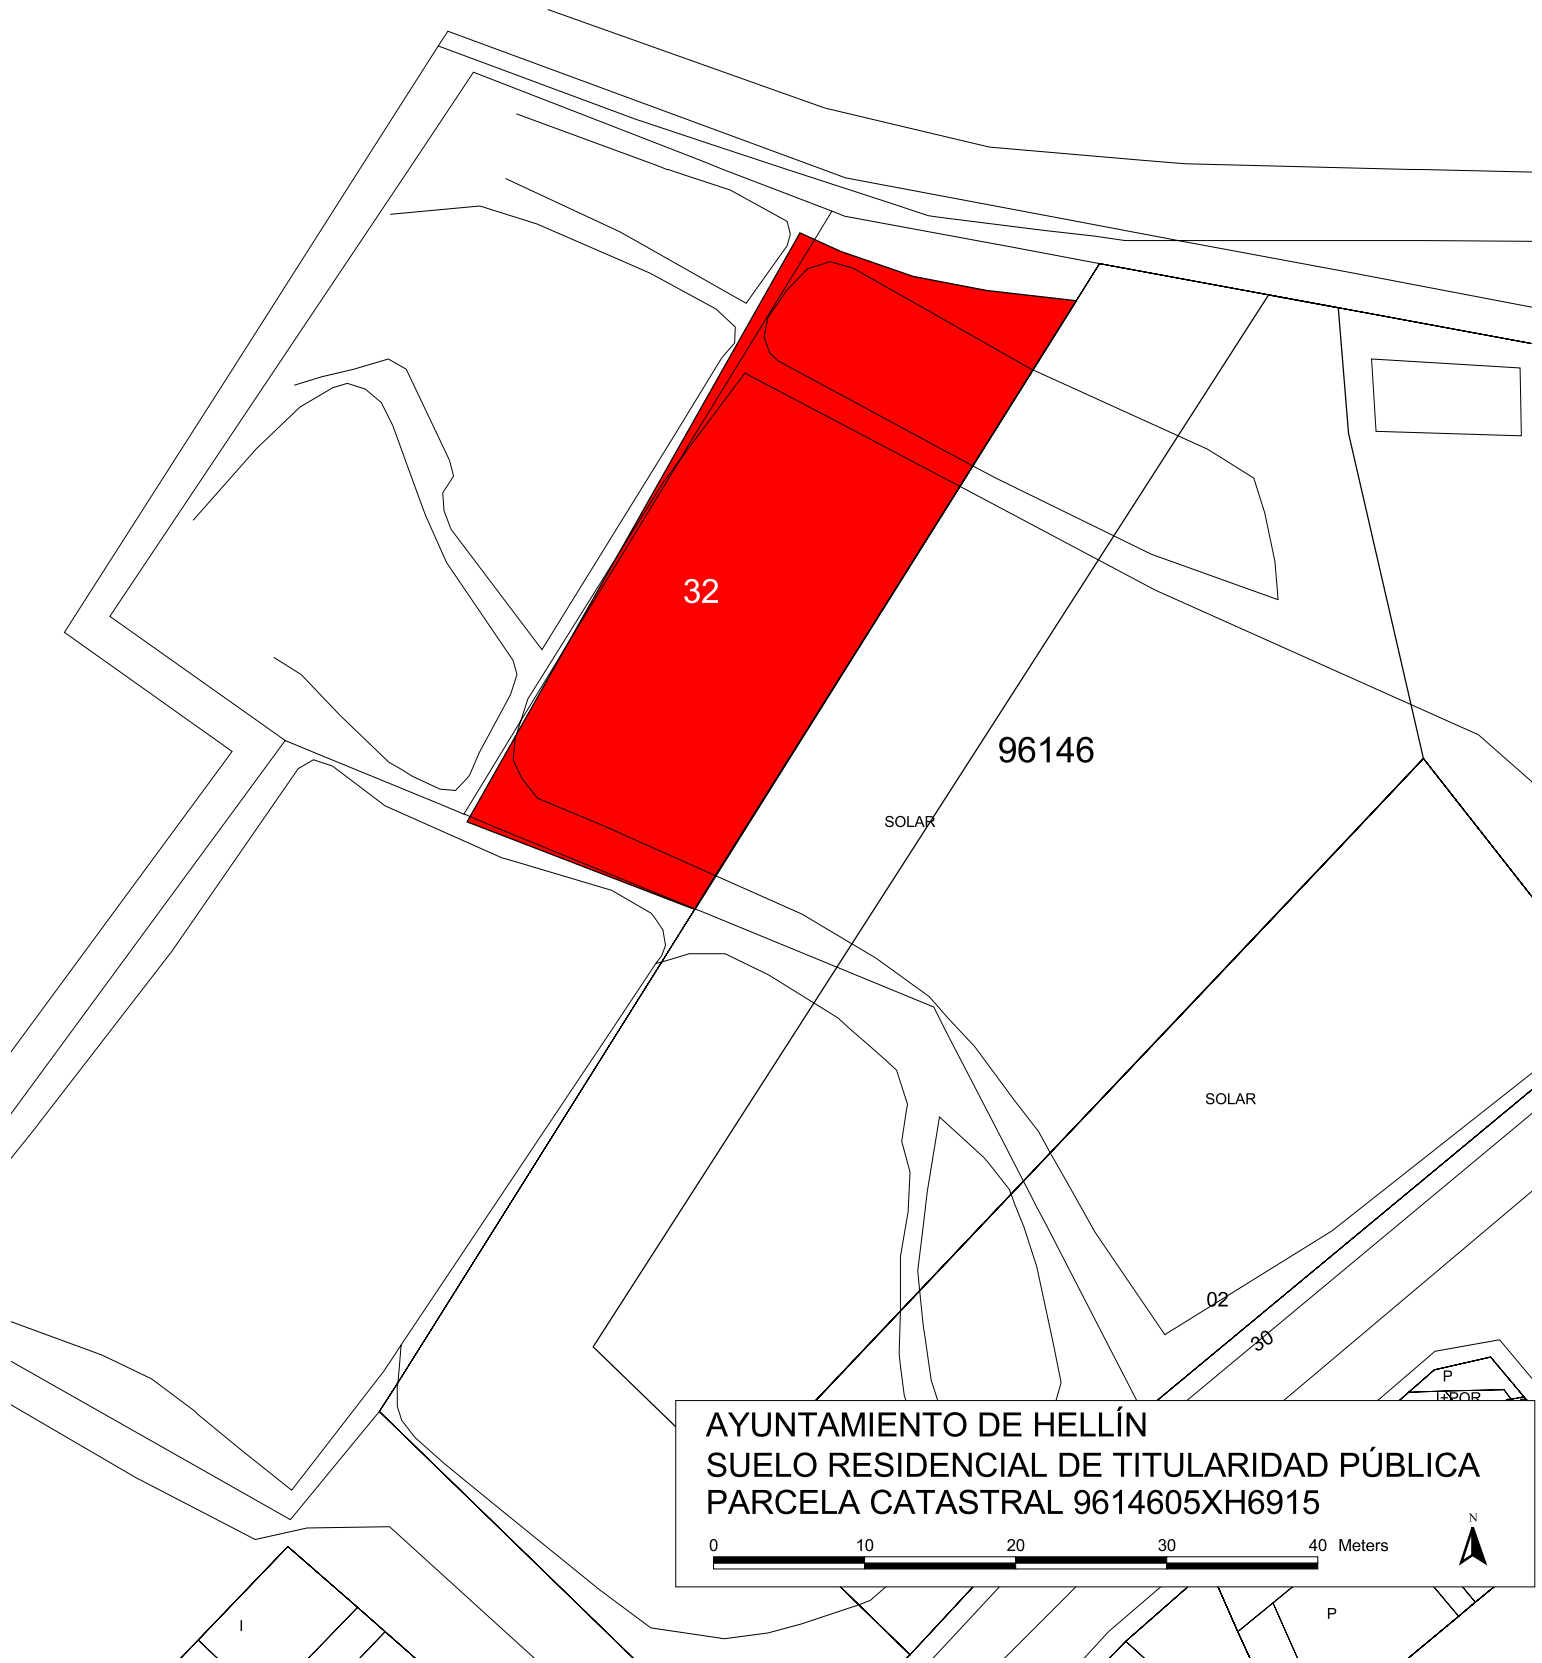 32
96146
SOLAR
SOLAR
02
30
P
I+POR
AYUNTAMIENTO DE HELLÍN
SUELO RESIDENCIAL DE TITULARIDAD PÚBLICA
PARCELA CATASTRAL 9614605XH6915
N
0 10 20 30 40 Meters
I
P